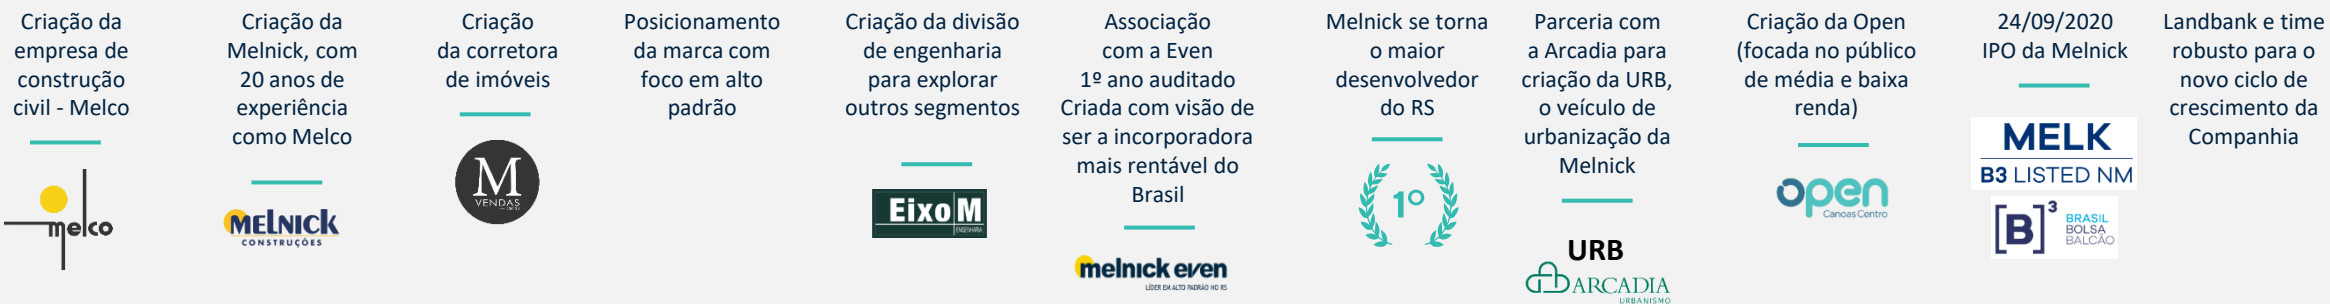 Criação da
empresa de
construção
civil - Melco
melco
Criação da
Melnick, com
20 anos de
experiência
como Melco
MELNICK
CONSTRUÇÕES
Criação
da corretora
de imóveis
M
VENDAS
Posicionamento
da marca com
foco em alto
padrão
Criação da divisão
de engenharia
para explorar
outros segmentos
Eixo M
ENGENHARIA
Associação
com a Even
1º ano auditado
Criada com visão de
ser a incorporadora
mais rentável do
Brasil
melnick even
LÍDER EM ALTO PADRÃO NO RS
Melnick se torna
o maior
desenvolvedor
do RS
1º
Parceria com
a Arcadia para
criação da URB,
o veículo de
urbanização da
Melnick
URB
ARCADIA
URBANISMO
Criação da Open
(focada no público
de média e baixa
renda)
open
Canoas Centro
24/09/2020
IPO da Melnick
MELK
B3 LISTED NM
[B]³
BRASIL
BOLSA
BALCÃO
Landbank e time
robusto para o
novo ciclo de
crescimento da
Companhia